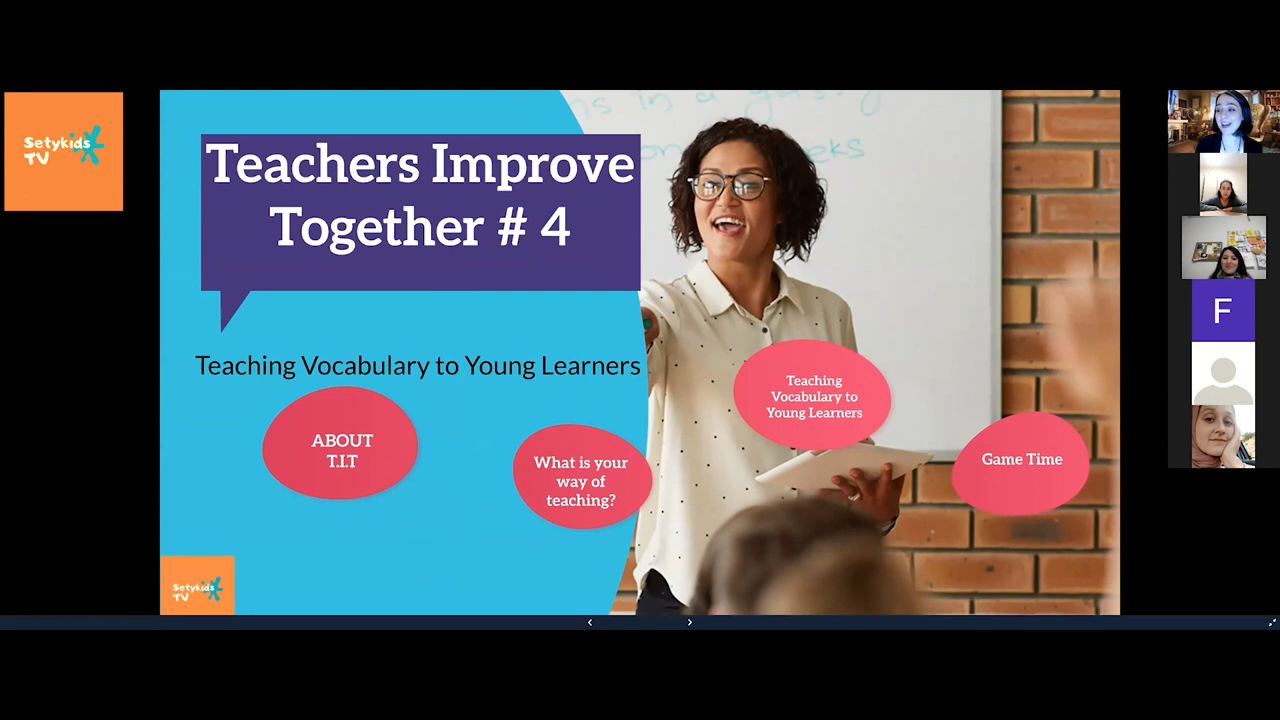 Setykids
TV
Teachers Improve
Together # 4
Teaching Vocabulary to Young Learners
ABOUT
T.I.T
What is your
way of
teaching?
Teaching
Vocabulary to
Young Learners
Game Time
Setykids
TV
F